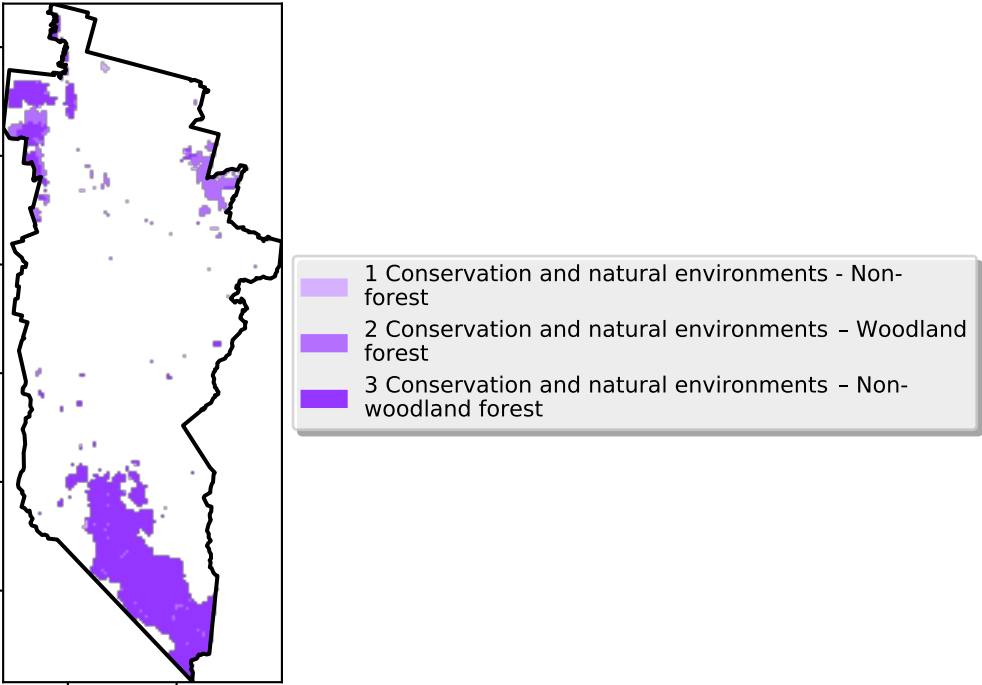 1 Conservation and natural environments - Non-
forest
2 Conservation and natural environments – Woodland
forest
3 Conservation and natural environments – Non-
woodland forest